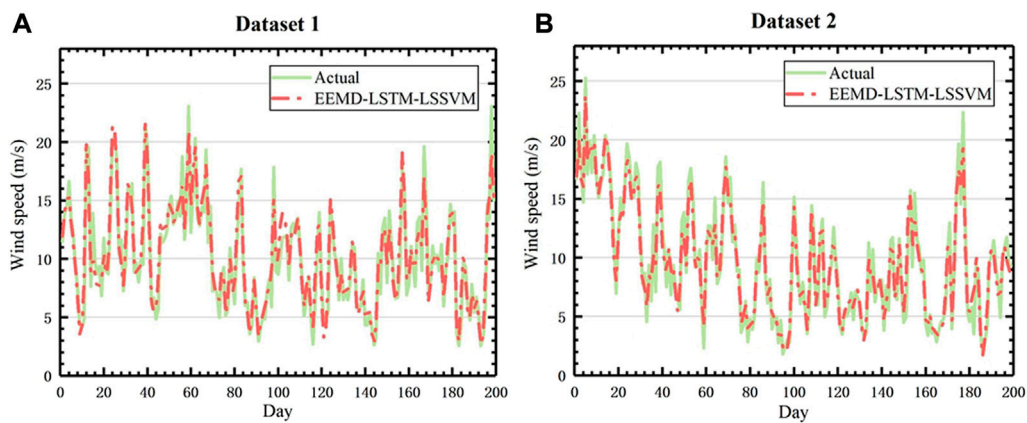 A
Dataset 1
Actual
EEMD-LSTM-LSSVM
Wind speed (m/s)
25
20
15
10
5
0
0 20 40 60 80 100 120 140 160 180 200
Day
B
Dataset 2
Actual
EEMD-LSTM-LSSVM
Wind speed (m/s)
25
20
15
10
5
0
0 20 40 60 80 100 120 140 160 180 200
Day